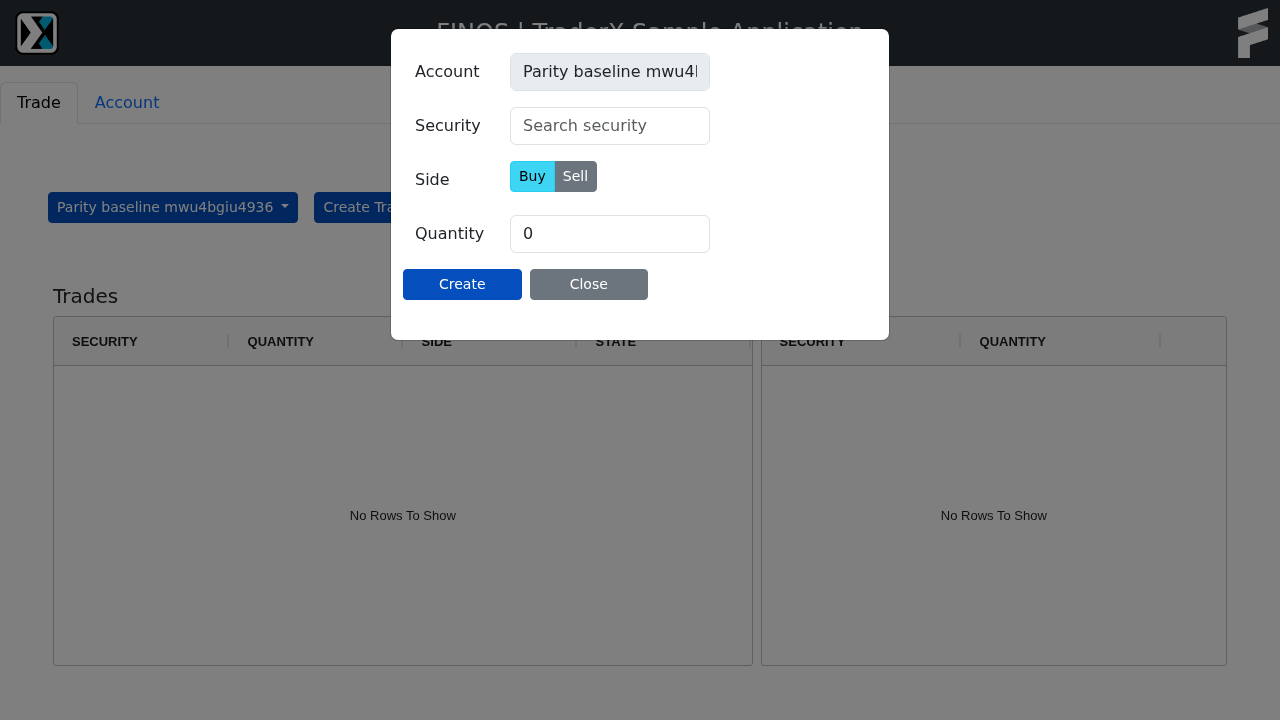 FINOS | TraderX Sample Application
Trade
Account
Account
Parity baseline mwu4
Security
Search security
Side
Buy
Sell
Quantity
0
Create
Close
Parity baseline mwu4bgiu4936
Create Tra
Trades
SECURITY
QUANTITY
SIDE
STATE
SECURITY
QUANTITY
No Rows To Show
No Rows To Show